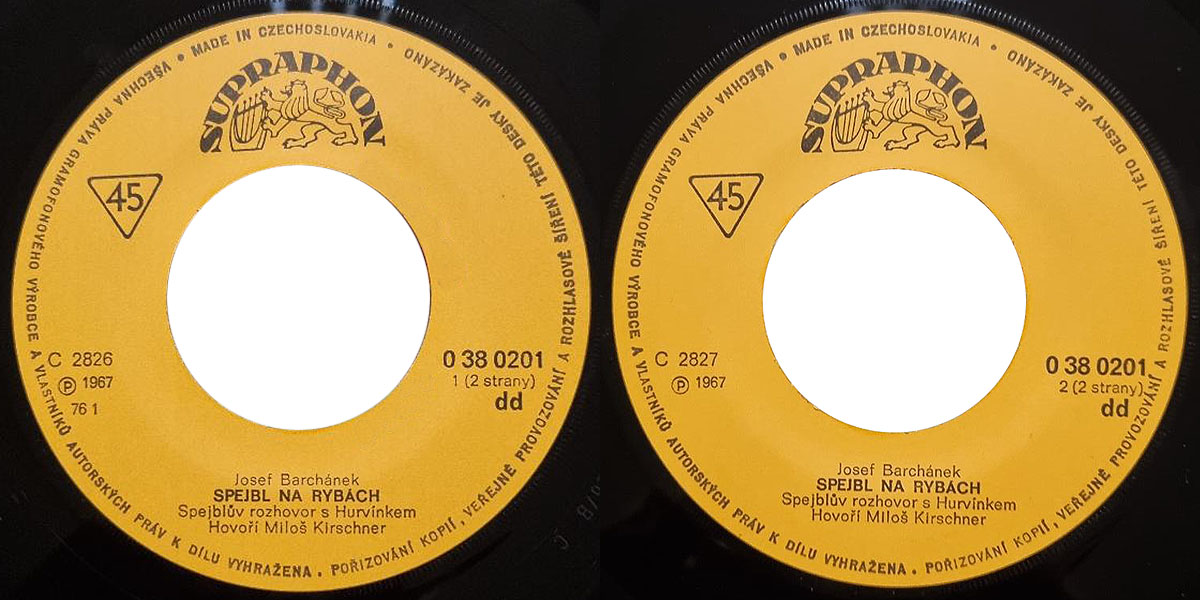 VŠECHNA PRÁVA GRAMOFONOVÉHO VÝROBCE A VLASTNÍKŮ AUTORSKÝCH PRÁV K DÍLU VYHRAŽENA . POŘIZOVÁNÍ KOPIÍ, VEŘEJNÉ PROVOZOVÁNÍ A ROZHLASOVÉ ŠÍŘENÍ TÉTO DESKY JE ZAKÁZÁNO
• MADE IN CZECHOSLOVAKIA •
SUPRAPHON
45
C 2826
Ⓟ 1967
76 1
0 38 0201
1 (2 strany)
dd
Josef Barchánek
SPEJBL NA RYBÁCH
Spejblův rozhovor s Hurvínkem
Hovoří Miloš Kirschner
VŠECHNA PRÁVA GRAMOFONOVÉHO VÝROBCE A VLASTNÍKŮ AUTORSKÝCH PRÁV K DÍLU VYHRAŽENA . POŘIZOVÁNÍ KOPIÍ, VEŘEJNÉ PROVOZOVÁNÍ A ROZHLASOVÉ ŠÍŘENÍ TÉTO DESKY JE ZAKÁZÁNO
• MADE IN CZECHOSLOVAKIA •
SUPRAPHON
45
C 2827
Ⓟ 1967
0 38 0201
2 (2 strany)
dd
Josef Barchánek
SPEJBL NA RYBÁCH
Spejblův rozhovor s Hurvínkem
Hovoří Miloš Kirschner